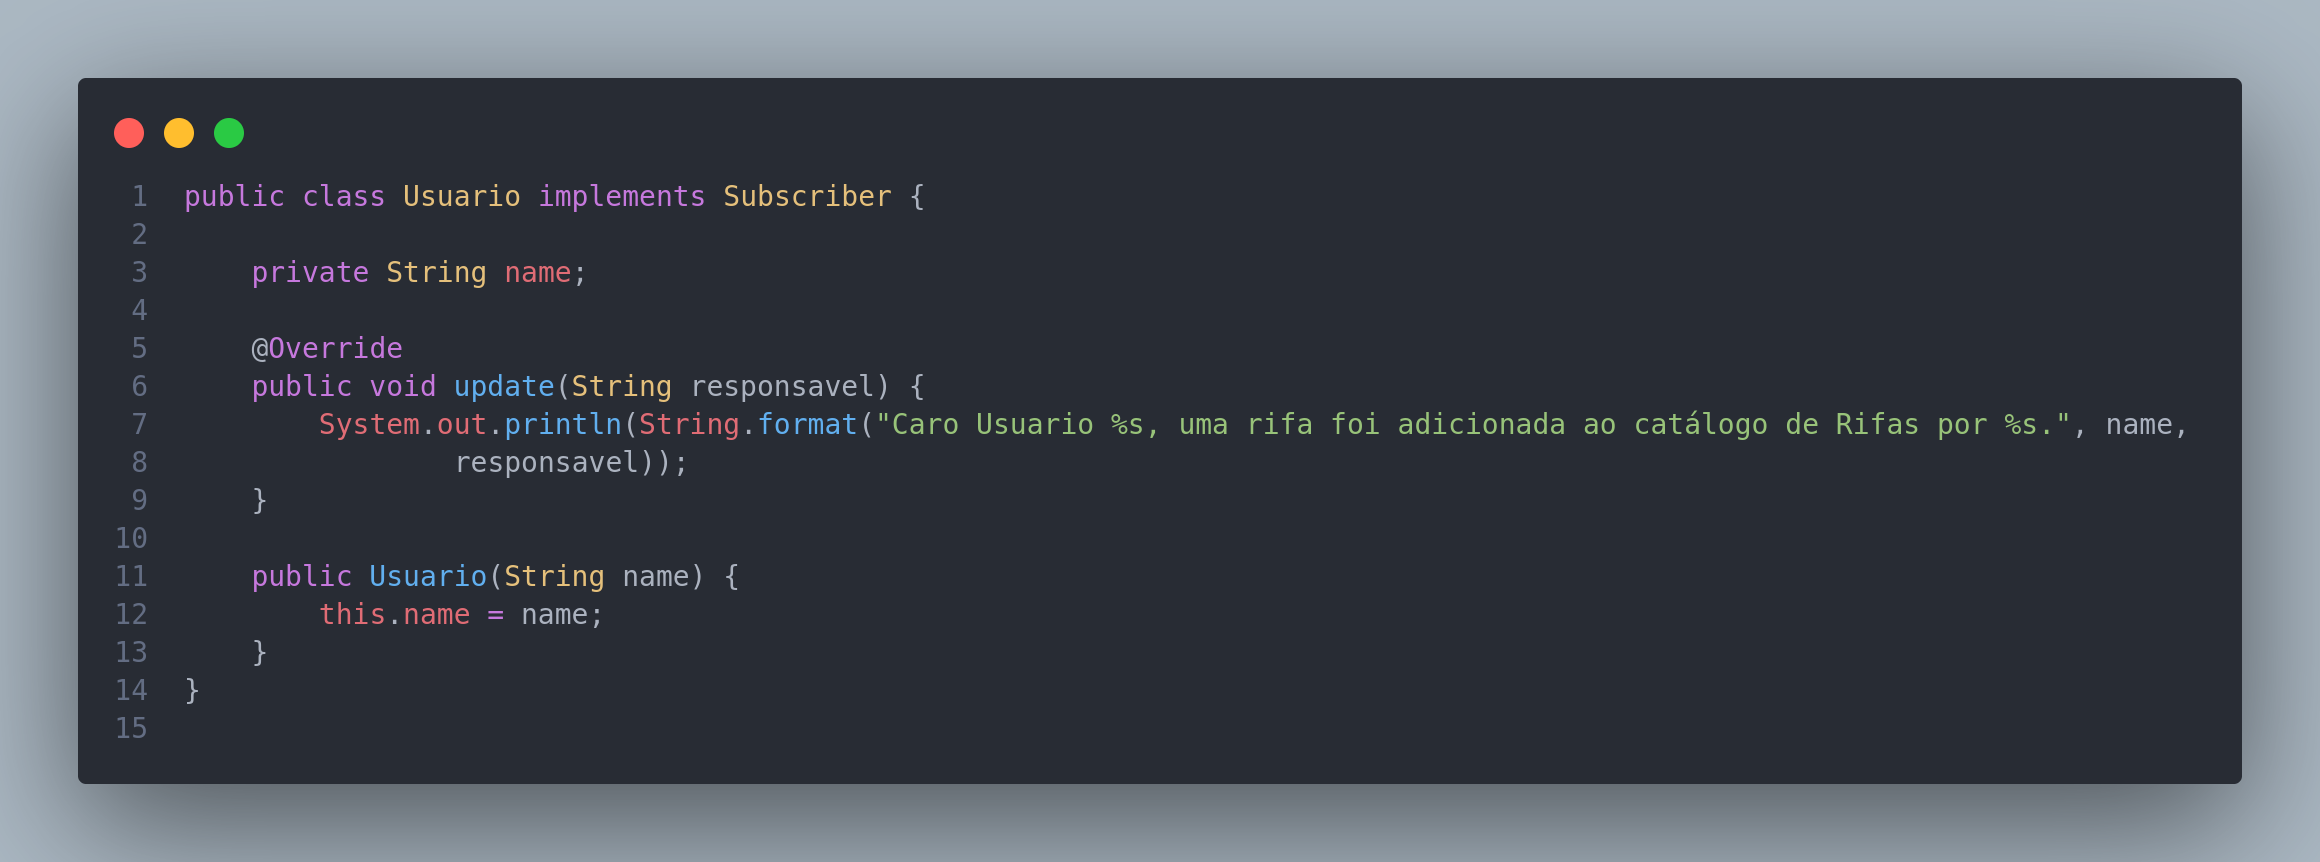 1 public class Usuario implements Subscriber {
2
3     private String name;
4
5     @Override
6     public void update(String responsavel) {
7         System.out.println(String.format("Caro Usuario %s, uma rifa foi adicionada ao catálogo de Rifas por %s.", name,
8                 responsavel));
9     }
10
11     public Usuario(String name) {
12         this.name = name;
13     }
14 }
15